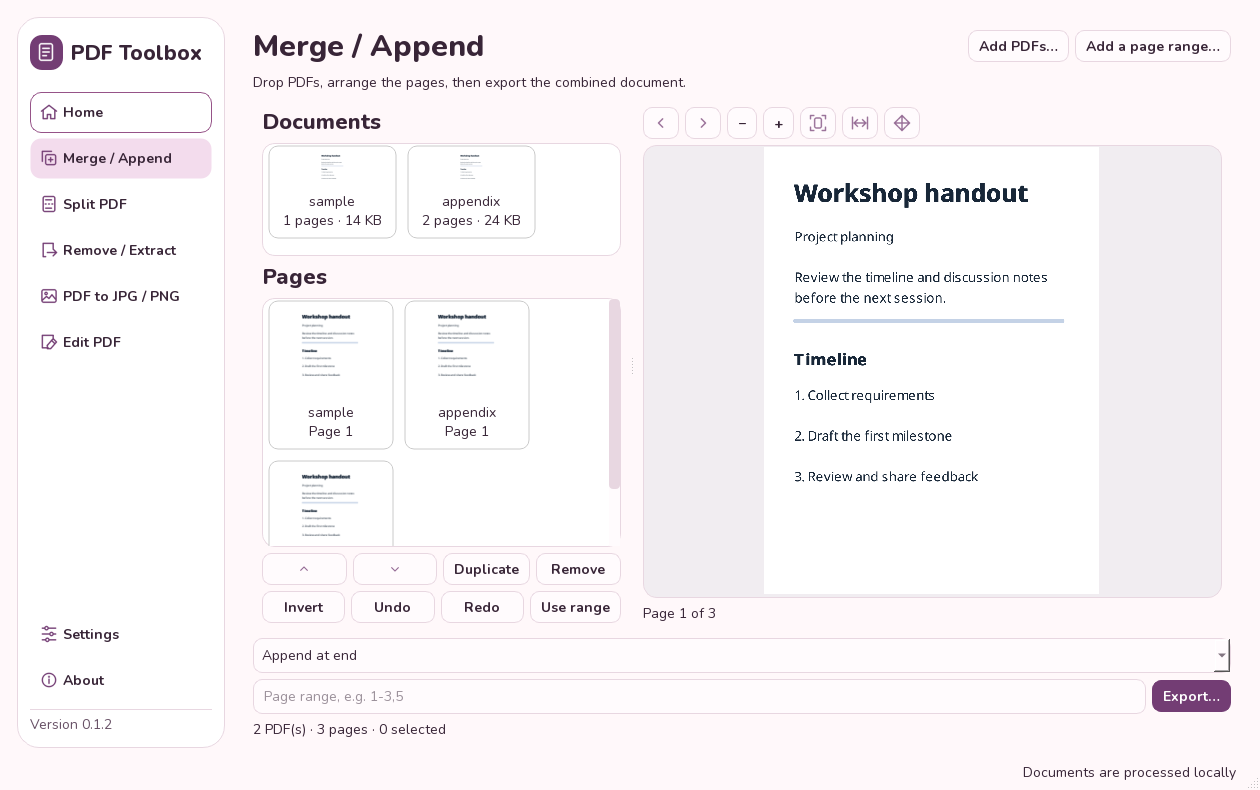 PDF Toolbox
Home
Merge / Append
Split PDF
Remove / Extract
PDF to JPG / PNG
Edit PDF
Settings
About
Version 0.1.2
Merge / Append
Add PDFs...
Add a page range...
Drop PDFs, arrange the pages, then export the combined document.
Documents
sample
1 pages · 14 KB
appendix
2 pages · 24 KB
Pages
Workshop handout
Timeline
sample
Page 1
Workshop handout
Timeline
appendix
Page 1
Workshop handout
Timeline
Duplicate
Remove
Invert
Undo
Redo
Use range
− +
Workshop handout
Project planning
Review the timeline and discussion notes
before the next session.
Timeline
1. Collect requirements
2. Draft the first milestone
3. Review and share feedback
Page 1 of 3
Append at end
Page range, e.g. 1-3,5
Export...
2 PDF(s) · 3 pages · 0 selected
Documents are processed locally